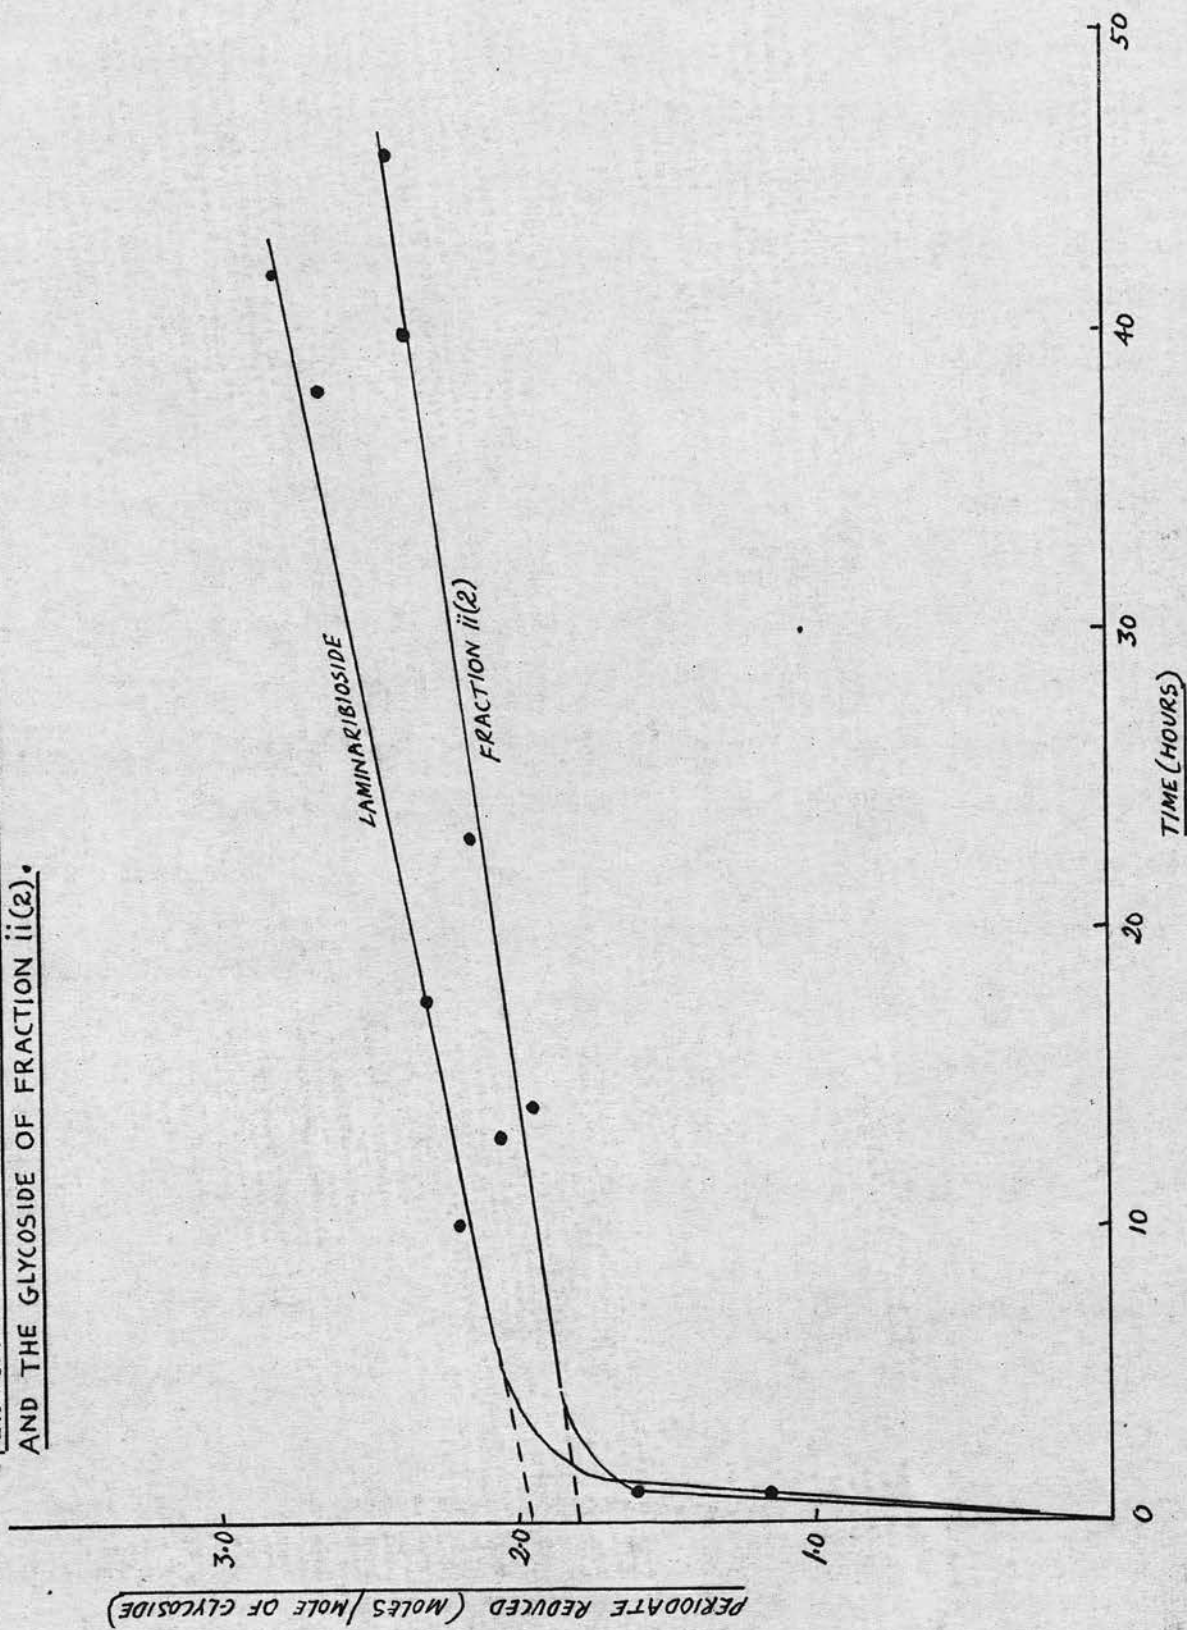 AND THE GLYCOSIDE OF FRACTION ii(2).
PERIODATE REDUCED (MOLES/MOLE OF GLYCOSIDE)
3.0
2.0
1.0
LAMINARIBIOSIDE
FRACTION ii(2)
0
10
20
30
40
50
TIME (HOURS)